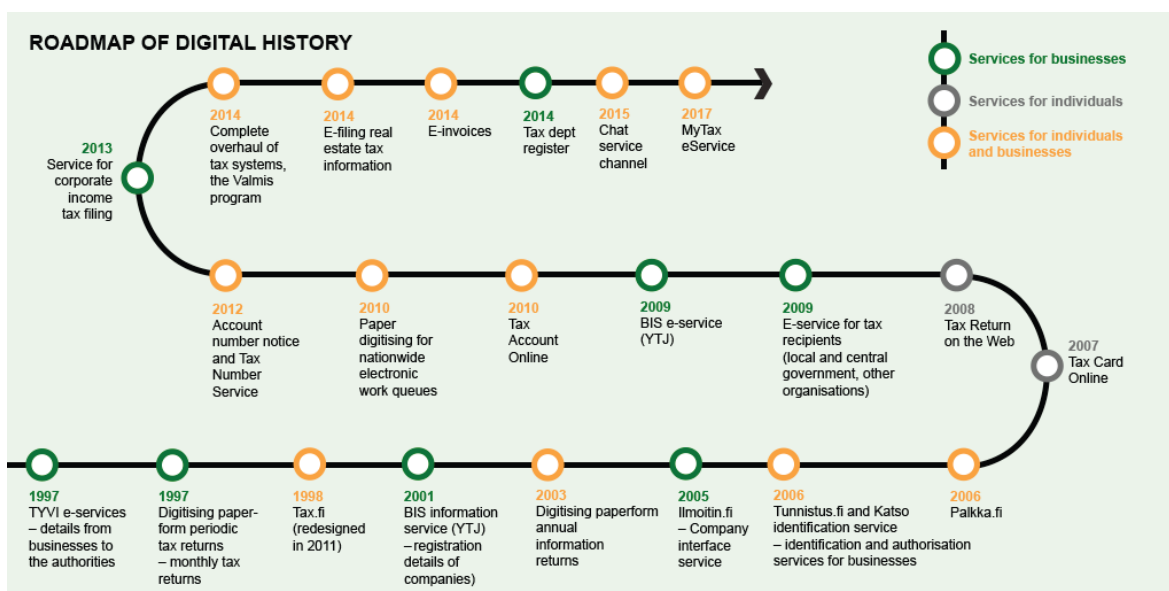 ROADMAP OF DIGITAL HISTORY
Services for businesses
Services for individuals
Services for individuals
and businesses
2014
Complete
overhaul of
tax systems,
the Valmis
program
2014
E-filing real
estate tax
information
2014
E-invoices
2014
Tax dept
register
2015
Chat
service
channel
2017
MyTax
eService
2013
Service for
corporate
income
tax filing
2012
Account
number notice
and Tax
Number
Service
2010
Paper
digitising for
nationwide
electronic
work queues
2010
Tax
Account
Online
2009
BIS e-service
(YTJ)
2009
E-service for tax
recipients
(local and central
government, other
organisations)
2008
Tax Return
on the Web
2007
Tax Card
Online
1997
TYVI e-services
– details from
businesses to
the authorities
1997
Digitising paper-
form periodic
tax returns
– monthly tax
returns
1998
Tax.fi
(redesigned
in 2011)
2001
BIS information
service (YTJ)
– registration
details of
companies)
2003
Digitising paperform
annual
information
returns
2005
Ilmoitin.fi
– Company
interface
service
2006
Tunnistus.fi and Katso
identification service
– identification and authorisation
services for businesses
2006
Palkka.fi